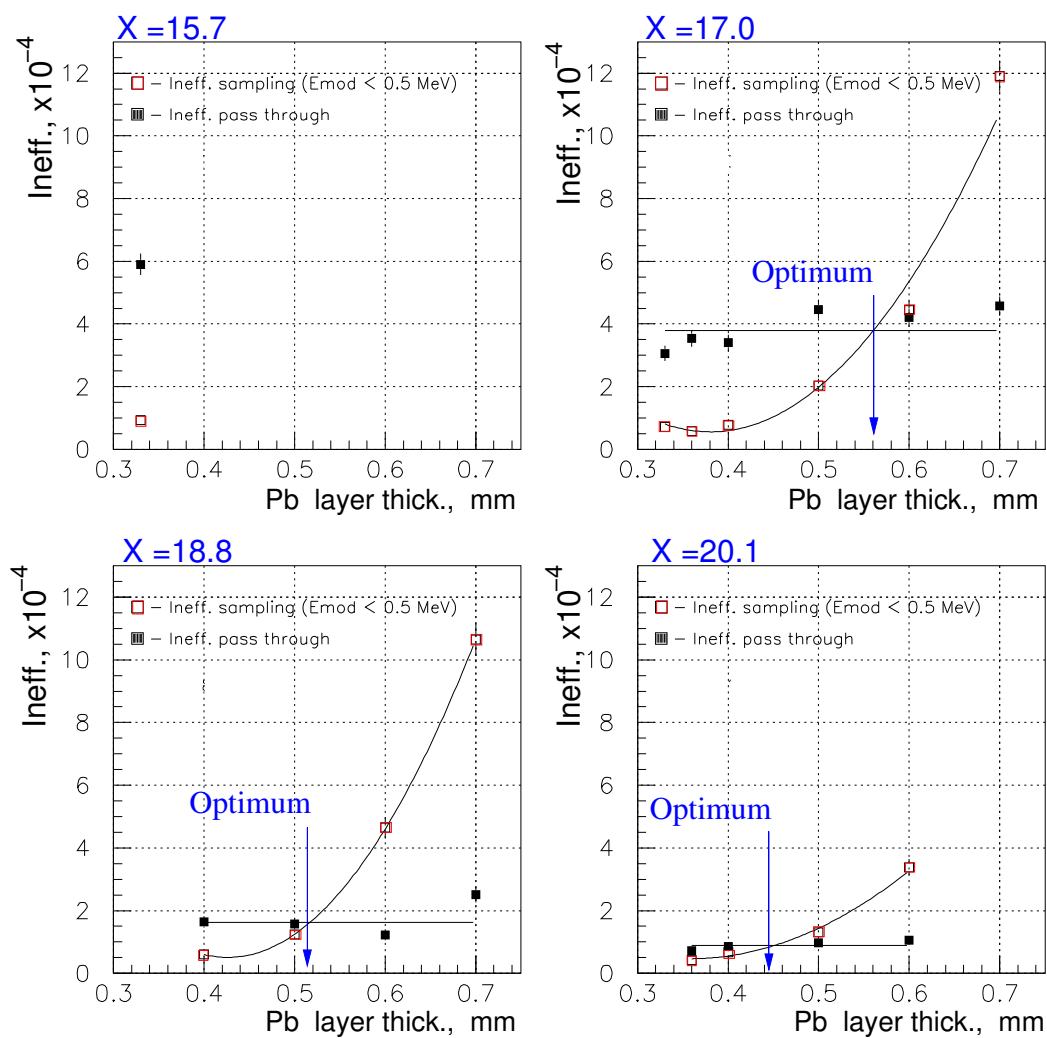 X =15.7
Ineff., x10⁻⁴
12
10
8
6
4
2
0
– Ineff. sampling (Emod < 0.5 MeV)
– Ineff. pass through
0.3 0.4 0.5 0.6 0.7
Pb layer thick., mm
X =17.0
Ineff., x10⁻⁴
12
10
8
6
4
2
0
– Ineff. sampling (Emod < 0.5 MeV)
– Ineff. pass through
Optimum
0.3 0.4 0.5 0.6 0.7
Pb layer thick., mm
X =18.8
Ineff., x10⁻⁴
12
10
8
6
4
2
0
– Ineff. sampling (Emod < 0.5 MeV)
– Ineff. pass through
Optimum
0.3 0.4 0.5 0.6 0.7
Pb layer thick., mm
X =20.1
Ineff., x10⁻⁴
12
10
8
6
4
2
0
– Ineff. sampling (Emod < 0.5 MeV)
– Ineff. pass through
Optimum
0.3 0.4 0.5 0.6 0.7
Pb layer thick., mm